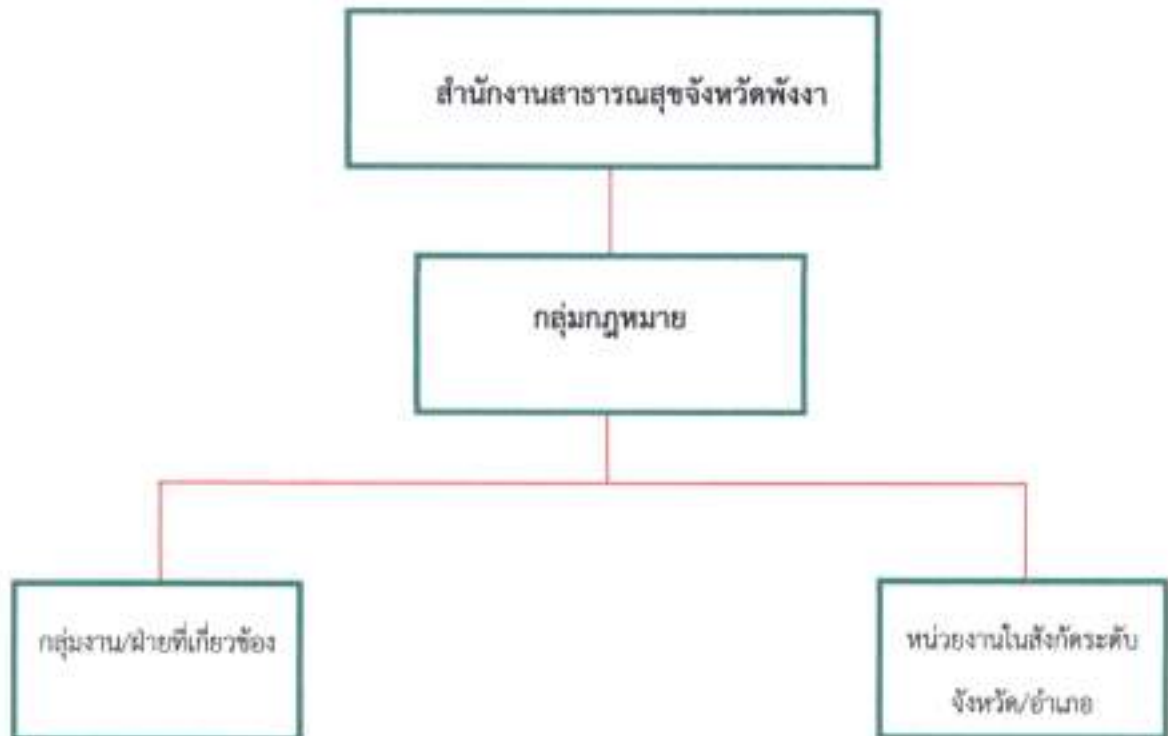 สำนักงานสาธารณสุขจังหวัดพังงา
กลุ่มกฎหมาย
กลุ่มงาน/ฝ่ายที่เกี่ยวข้อง
หน่วยงานในสังกัดระดับ
จังหวัด/อำเภอ